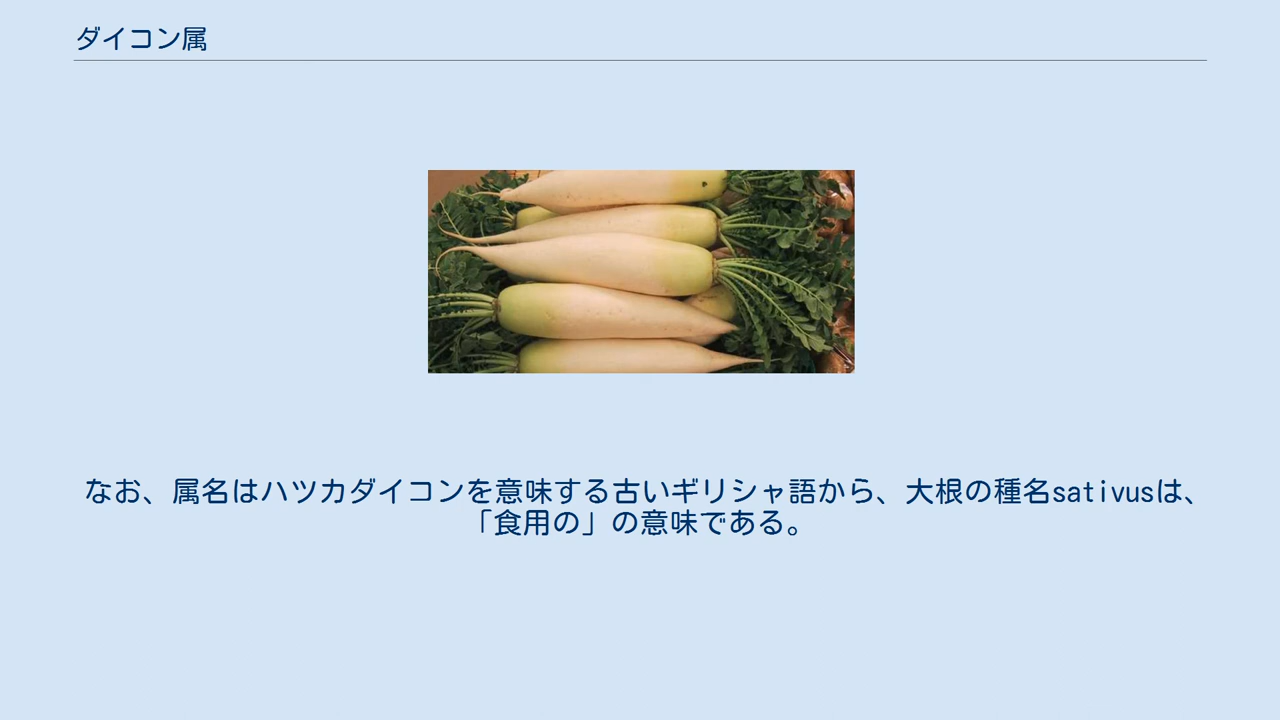 ダイコン属
なお、属名はハツカダイコンを意味する古いギリシャ語から、大根の種名sativusは、
「食用の」の意味である。